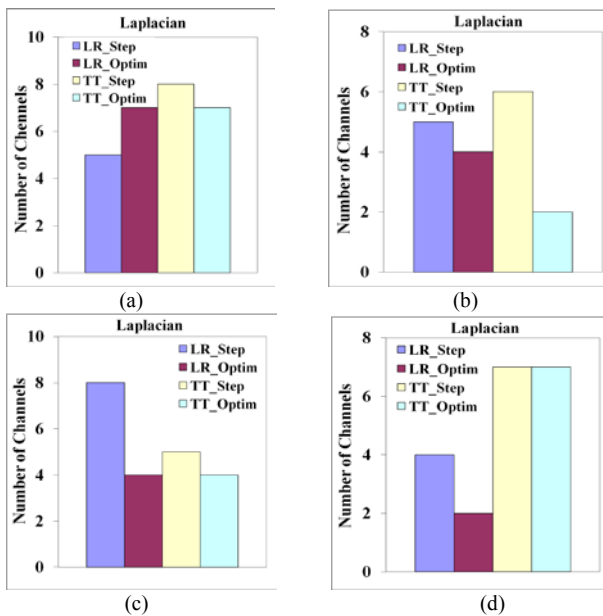 Laplacian
10
8
6
4
2
0
Number of Chennels
LR_Step
LR_Optim
TT_Step
TT_Optim
(a)
Laplacian
8
6
4
2
0
Number of Channels
LR_Step
LR_Optim
TT_Step
TT_Optim
(b)
Laplacian
10
8
6
4
2
0
Number of Channels
LR_Step
LR_Optim
TT_Step
TT_Optim
(c)
Laplacian
8
6
4
2
0
Number of Channels
LR_Step
LR_Optim
TT_Step
TT_Optim
(d)